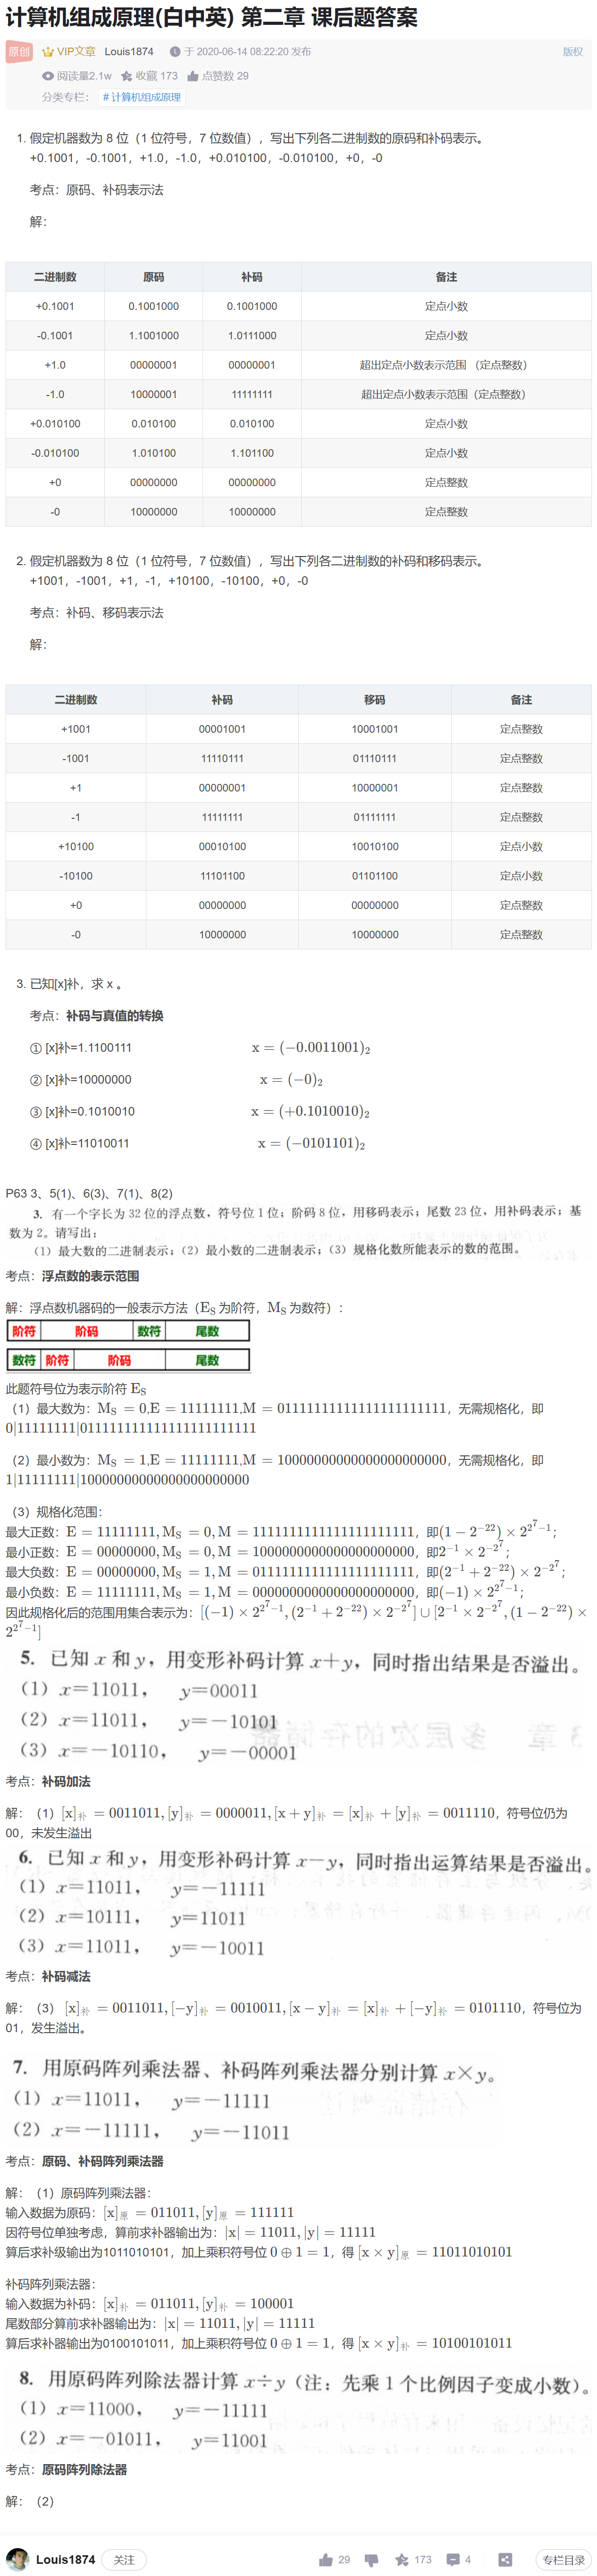 计算机组成原理(白中英) 第二章 课后题答案
原创 VIP文章 Louis1874 于 2020-06-14 08:22:20 发布 版权
阅读量2.1w 收藏 173 点赞数 29
分类专栏： # 计算机组成原理
1. 假定机器数为 8 位（1 位符号，7 位数值），写出下列各二进制数的原码和补码表示。
+0.1001，-0.1001，+1.0，-1.0，+0.010100，-0.010100，+0，-0
考点：原码、补码表示法
解：
二进制数 原码 补码 备注
+0.1001 0.1001000 0.1001000 定点小数
-0.1001 1.1001000 1.0111000 定点小数
+1.0 00000001 00000001 超出定点小数表示范围 （定点整数）
-1.0 10000001 11111111 超出定点小数表示范围（定点整数）
+0.010100 0.010100 0.010100 定点小数
-0.010100 1.010100 1.101100 定点小数
+0 00000000 00000000 定点整数
-0 10000000 10000000 定点整数
2. 假定机器数为 8 位（1 位符号，7 位数值），写出下列各二进制数的补码和移码表示。
+1001，-1001，+1，-1，+10100，-10100，+0，-0
考点：补码、移码表示法
解：
二进制数 补码 移码 备注
+1001 00001001 10001001 定点整数
-1001 11110111 01110111 定点整数
+1 00000001 10000001 定点整数
-1 11111111 01111111 定点整数
+10100 00010100 10010100 定点小数
-10100 11101100 01101100 定点小数
+0 00000000 00000000 定点整数
-0 10000000 10000000 定点整数
3. 已知[x]补，求 x 。
考点：补码与真值的转换
① [x]补=1.1100111 x = (−0.0011001)₂
② [x]补=10000000 x = (−0)₂
③ [x]补=0.1010010 x = (+0.1010010)₂
④ [x]补=11010011 x = (−0101101)₂
P63 3、5(1)、6(3)、7(1)、8(2)
3. 有一个字长为 32 位的浮点数，符号位 1 位；阶码 8 位，用移码表示；尾数 23 位，用补码表示；基
数为 2。请写出：
（1）最大数的二进制表示；（2）最小数的二进制表示；（3）规格化数所能表示的数的范围。
考点：浮点数的表示范围
解：浮点数机器码的一般表示方法（E_S 为阶符，M_S 为数符）：
阶符 阶码 数符 尾数
数符 阶符 阶码 尾数
此题符号位为表示阶符 E_S
（1）最大数为：M_S = 0,E = 11111111,M = 01111111111111111111111，无需规格化，即
0|11111111|01111111111111111111111
（2）最小数为：M_S = 1,E = 11111111,M = 10000000000000000000000，无需规格化，即
1|11111111|10000000000000000000000
（3）规格化范围：
最大正数：E = 11111111, M_S = 0, M = 1111111111111111111111，即(1 − 2^{−22}) × 2^{2^7−1}；
最小正数：E = 00000000, M_S = 0, M = 1000000000000000000000，即2^{−1} × 2^{−2^7}；
最大负数：E = 00000000, M_S = 1, M = 0111111111111111111111，即(2^{−1} + 2^{−22}) × 2^{−2^7}；
最小负数：E = 11111111, M_S = 1, M = 0000000000000000000000，即(−1) × 2^{2^7−1}；
因此规格化后的范围用集合表示为：[(−1) × 2^{2^7−1}, (2^{−1} + 2^{−22}) × 2^{−2^7}] ∪ [2^{−1} × 2^{−2^7}, (1 − 2^{−22}) ×
2^{2^7−1}]
5. 已知 x 和 y，用变形补码计算 x＋y，同时指出结果是否溢出。
（1）x＝11011， y＝00011
（2）x＝11011， y＝－10101
（3）x＝－10110， y＝－00001
考点：补码加法
解：（1）[x]补 = 0011011, [y]补 = 0000011, [x + y]补 = [x]补 + [y]补 = 0011110，符号位仍为
00，未发生溢出
6. 已知 x 和 y，用变形补码计算 x－y，同时指出运算结果是否溢出。
（1）x＝11011， y＝－11111
（2）x＝10111， y＝11011
（3）x＝11011， y＝－10011
考点：补码减法
解：（3） [x]补 = 0011011, [−y]补 = 0010011, [x − y]补 = [x]补 + [−y]补 = 0101110，符号位为
01，发生溢出。
7. 用原码阵列乘法器、补码阵列乘法器分别计算 x×y。
（1）x＝11011， y＝－11111
（2）x＝－11111， y＝－11011
考点：原码、补码阵列乘法器
解：（1）原码阵列乘法器：
输入数据为原码：[x]原 = 011011, [y]原 = 111111
因符号位单独考虑，算前求补器输出为：|x| = 11011, |y| = 11111
算后求补级输出为1011010101，加上乘积符号位 0 ⊕ 1 = 1，得 [x × y]原 = 11011010101
补码阵列乘法器：
输入数据为补码：[x]补 = 011011, [y]补 = 100001
尾数部分算前求补器输出为：|x| = 11011, |y| = 11111
算后求补器输出为0100101011，加上乘积符号位 0 ⊕ 1 = 1，得 [x × y]补 = 10100101011
8. 用原码阵列除法器计算 x÷y（注：先乘 1 个比例因子变成小数）。
（1）x＝11000， y＝－11111
（2）x＝－01011， y＝11001
考点：原码阵列除法器
解：（2）
Louis1874 关注 29 173 4 专栏目录